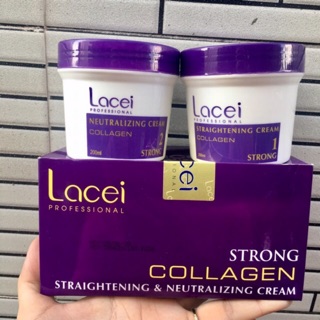 Lacei
PROFESSIONAL
NEUTRALIZING CREAM
COLLAGEN
2
STRONG
Lacei
PROFESSIONAL
STRAIGHTENING CREAM
COLLAGEN
1
STRONG
Lacei
PROFESSIONAL
Lacei
STRONG
COLLAGEN
STRAIGHTENING & NEUTRALIZING CREAM